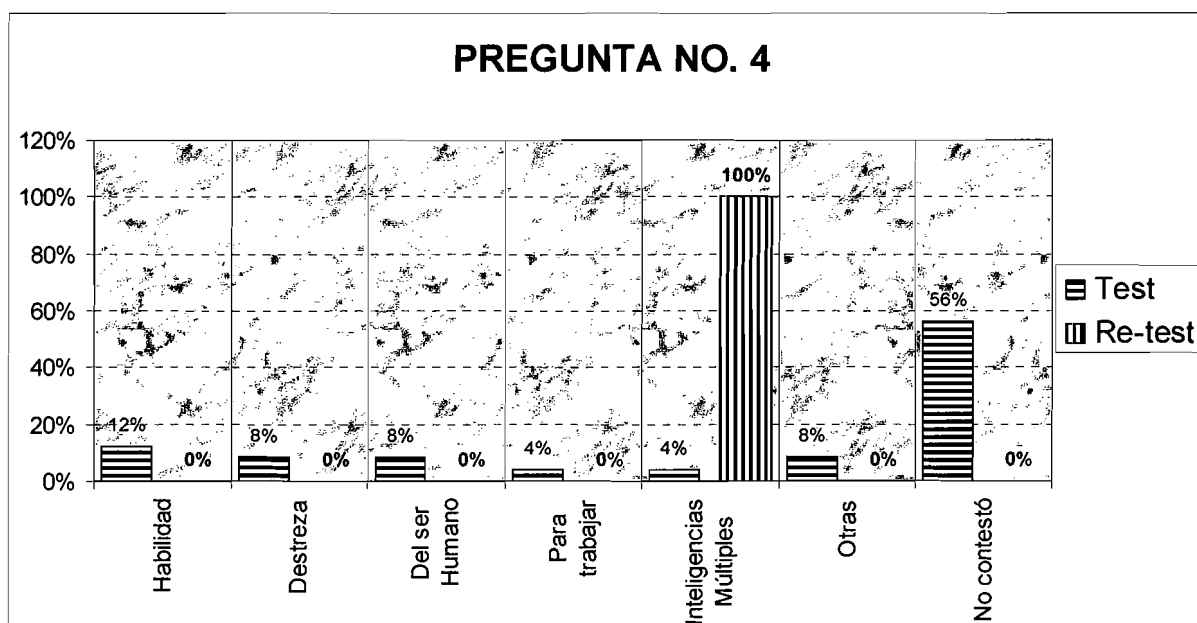 PREGUNTA NO. 4
120%
100%
80%
60%
40%
20%
0%
12%
0%
8%
0%
8%
0%
4%
0%
4%
100%
8%
0%
56%
0%
Habilidad
Destreza
Del ser
Humano
Para
trabajar
Inteligencias
Múltiples
Otras
No contestó
Test
Re-test